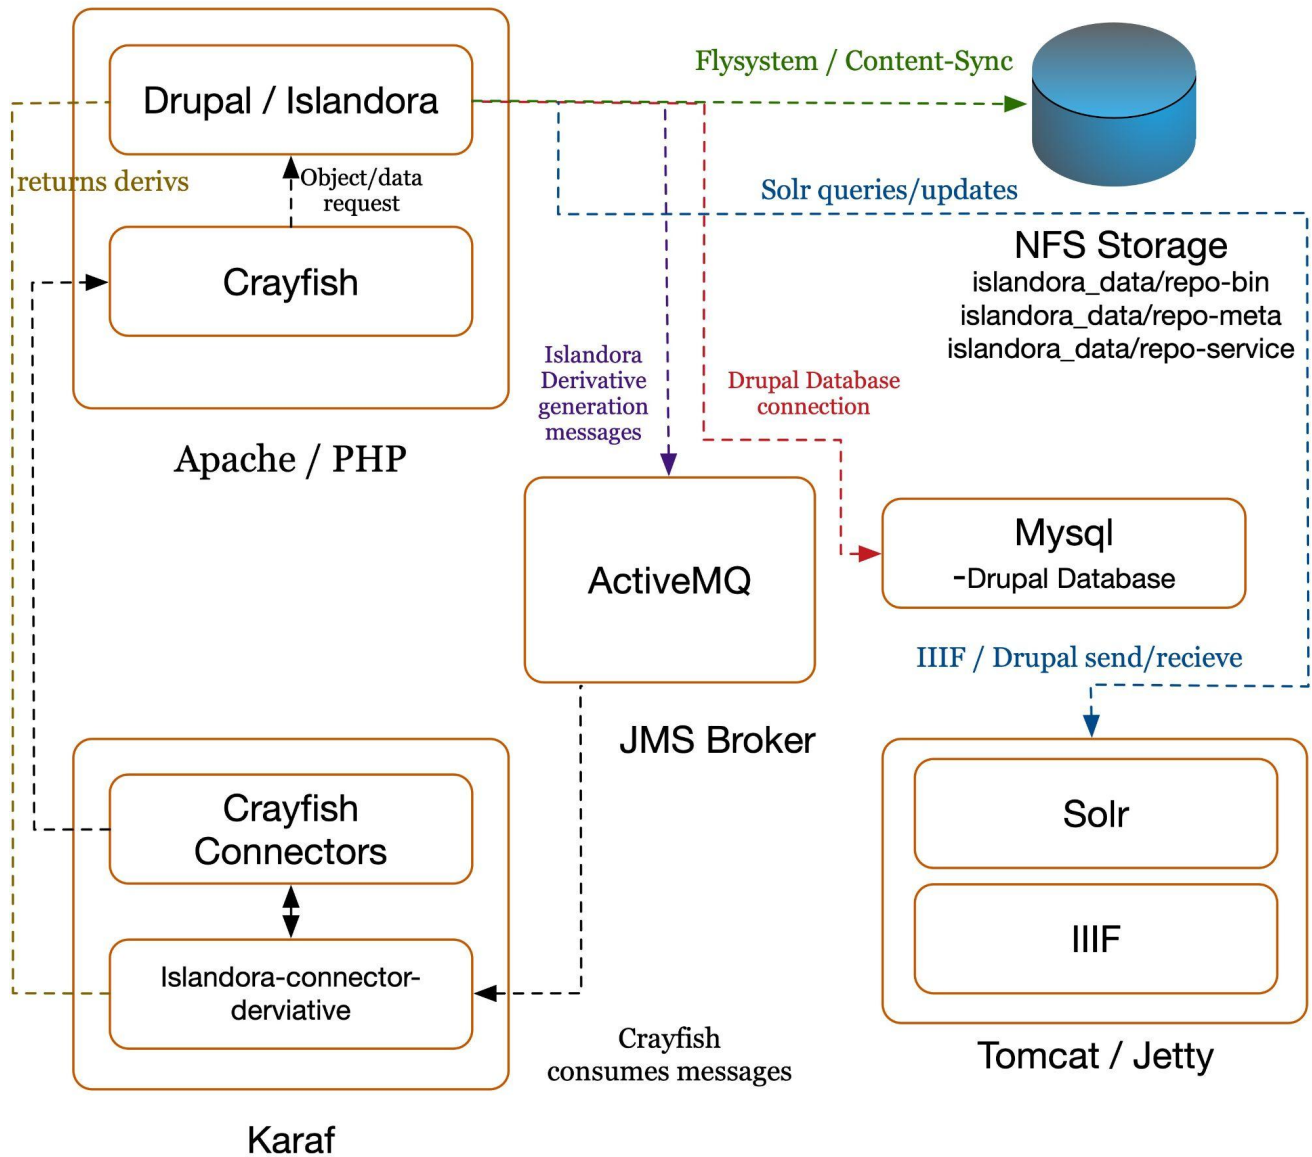 Drupal / Islandora
Flysystem / Content-Sync
returns derivs
Object/data
request
Solr queries/updates
Crayfish
NFS Storage
islandora_data/repo-bin
islandora_data/repo-meta
islandora_data/repo-service
Islandora
Derivative
generation
messages
Drupal Database
connection
Apache / PHP
ActiveMQ
Mysql
-Drupal Database
IIIF / Drupal send/recieve
JMS Broker
Crayfish
Connectors
Solr
IIIF
Islandora-connector-
derviative
Crayfish
consumes messages
Tomcat / Jetty
Karaf